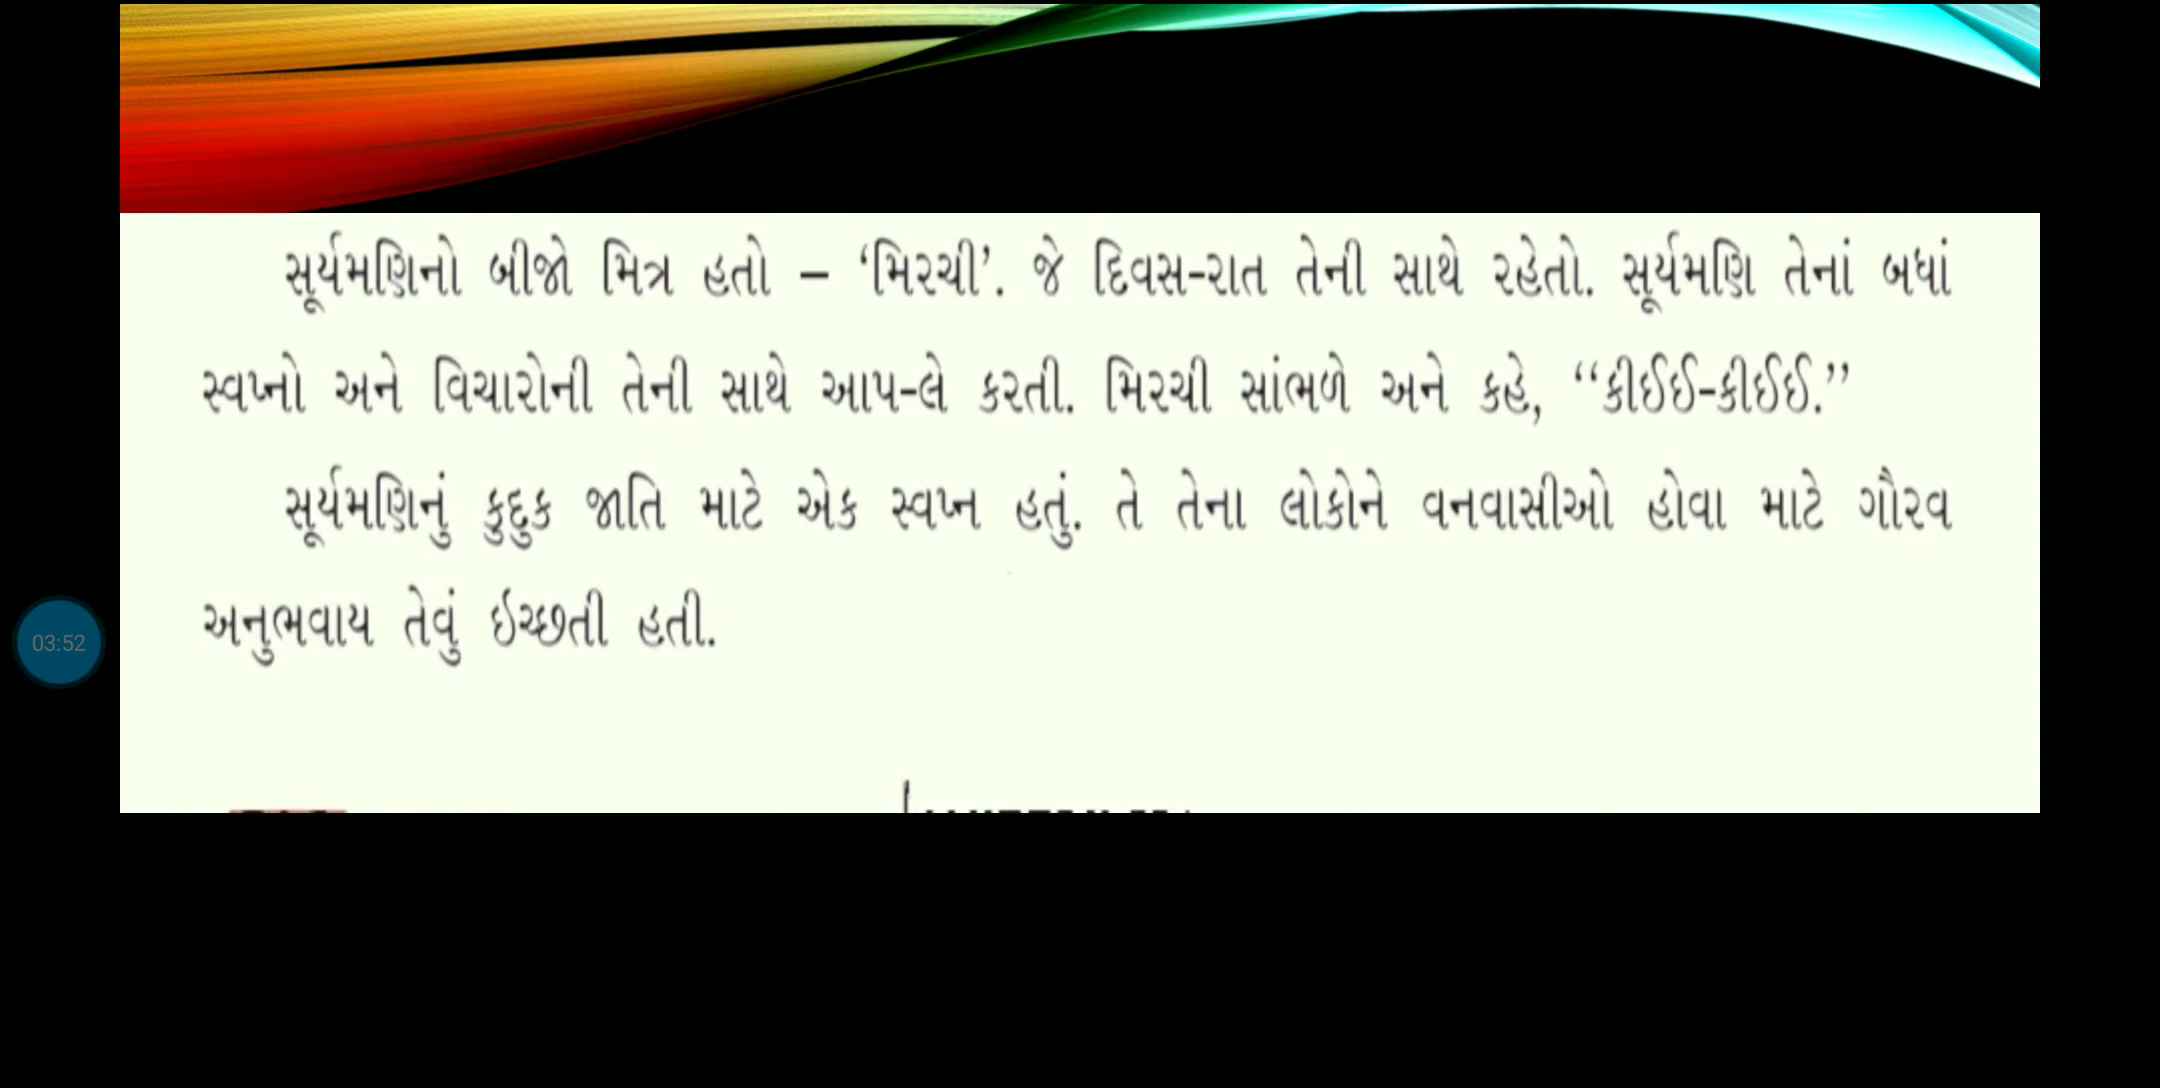 સૂર્યમણિનો બીજો મિત્ર હતો – ‘મિરચી’. જે દિવસ-રાત તેની સાથે રહેતો. સૂર્યમણિ તેનાં બધાં
સ્વપ્નો અને વિચારોની તેની સાથે આપ-લે કરતી. મિરચી સાંભળે અને કહે, “કીઈઈ-કીઈઈ.”
સૂર્યમણિનું કુદુક જાતિ માટે એક સ્વપ્ન હતું. તે તેના લોકોને વનવાસીઓ હોવા માટે ગૌરવ
અનુભવાય તેવું ઇચ્છતી હતી.
03:52